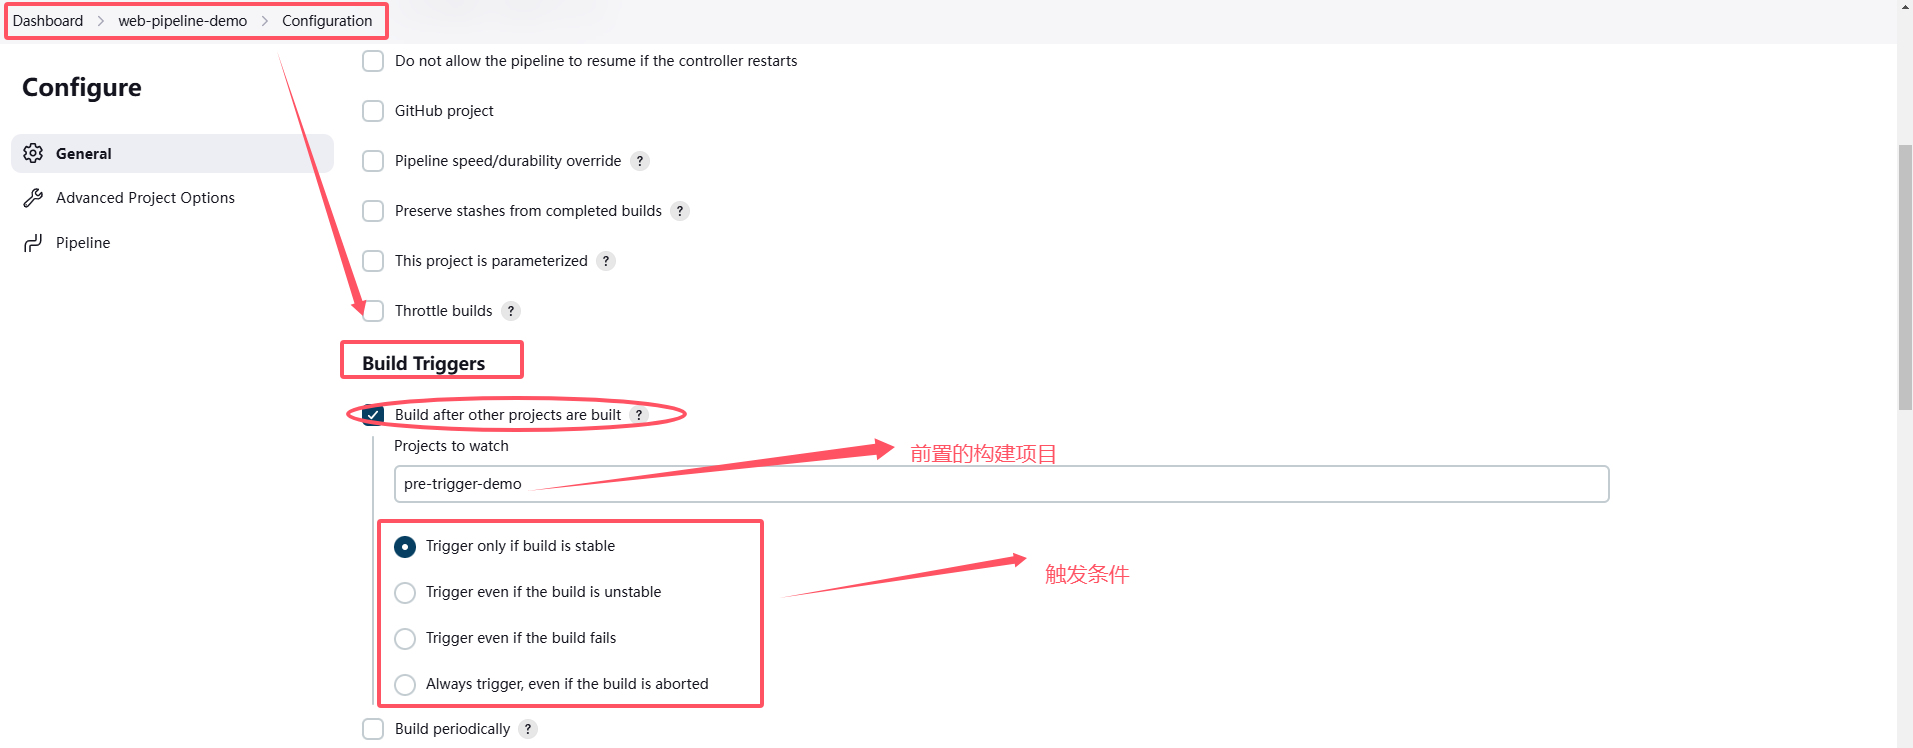 Dashboard > web-pipeline-demo > Configuration
Configure
General
Advanced Project Options
Pipeline
Do not allow the pipeline to resume if the controller restarts
GitHub project
Pipeline speed/durability override ?
Preserve stashes from completed builds ?
This project is parameterized ?
Throttle builds ?
Build Triggers
Build after other projects are built ?
Projects to watch
前置的构建项目
pre-trigger-demo
Trigger only if build is stable
Trigger even if the build is unstable
触发条件
Trigger even if the build fails
Always trigger, even if the build is aborted
Build periodically ?